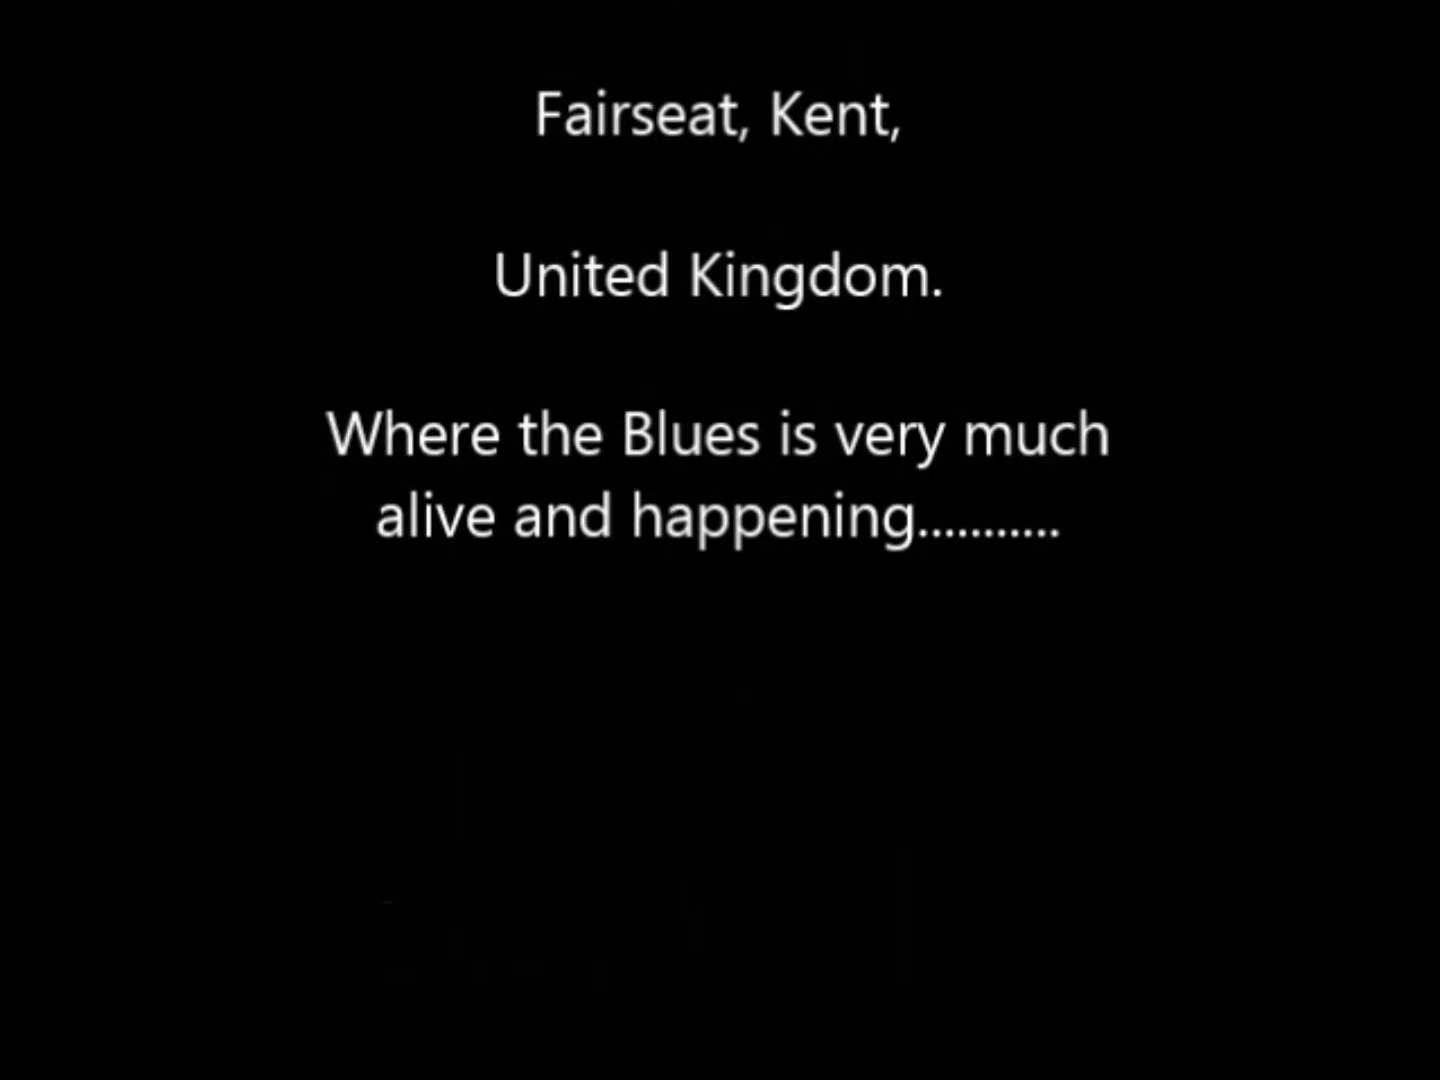 Fairseat, Kent,
United Kingdom.
Where the Blues is very much
alive and happening...........